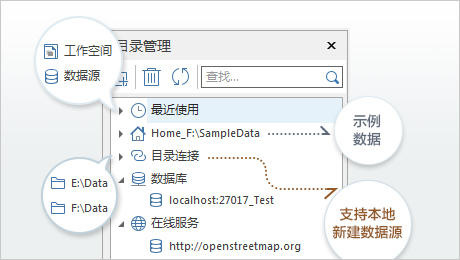 目录管理
工作空间
数据源
查找...
最近使用
Home_F:\SampleData
示例
数据
目录连接
E:\Data
F:\Data
数据库
localhost:27017_Test
支持本地
新建数据源
在线服务
http://openstreetmap.org